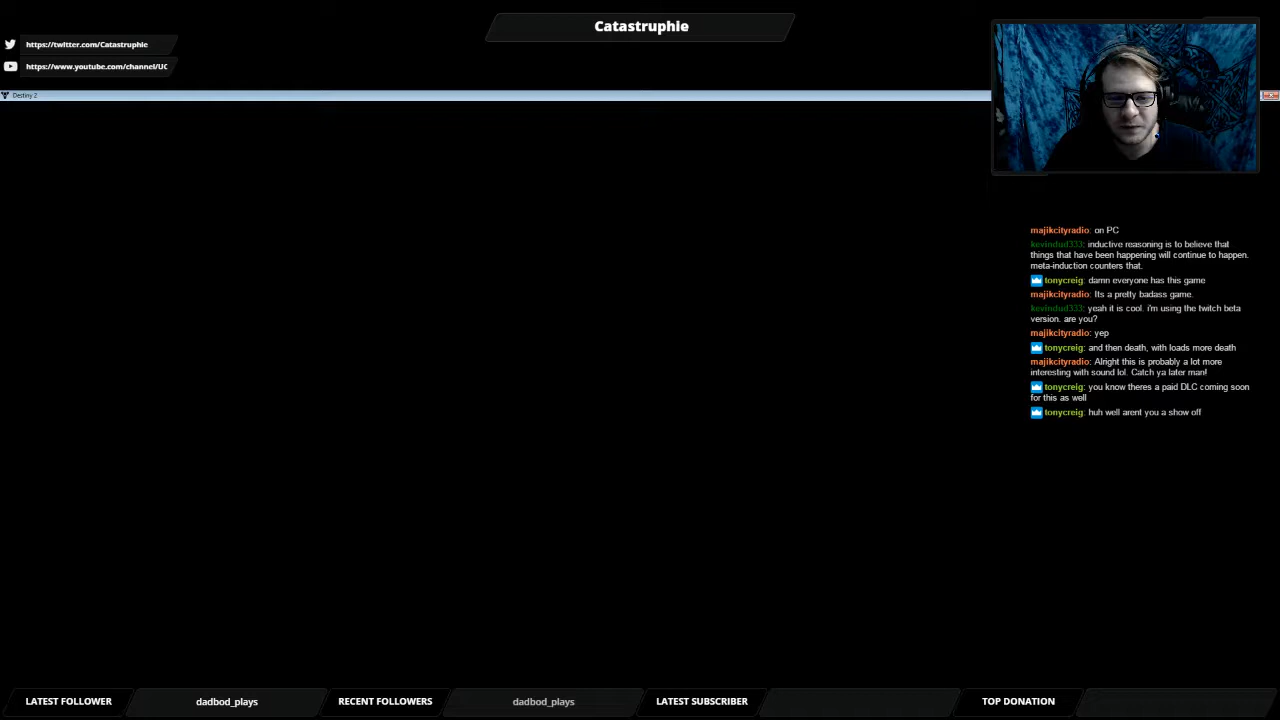 Catastruphie
https://twitter.com/Catastruphie
https://www.youtube.com/channel/UC
Destiny 2
majikcityradio: on PC
kevindud333: inductive reasoning is to believe that
things that have been happening will continue to happen.
meta-induction counters that.
tonycreig: damn everyone has this game
majikcityradio: Its a pretty badass game.
kevindud333: yeah it is cool. i'm using the twitch beta
version. are you?
majikcityradio: yep
tonycreig: and then death, with loads more death
majikcityradio: Alright this is probably a lot more
interesting with sound lol. Catch ya later man!
tonycreig: you know theres a paid DLC coming soon
for this as well
tonycreig: huh well arent you a show off
LATEST FOLLOWER
dadbod_plays
RECENT FOLLOWERS
dadbod_plays
LATEST SUBSCRIBER
TOP DONATION